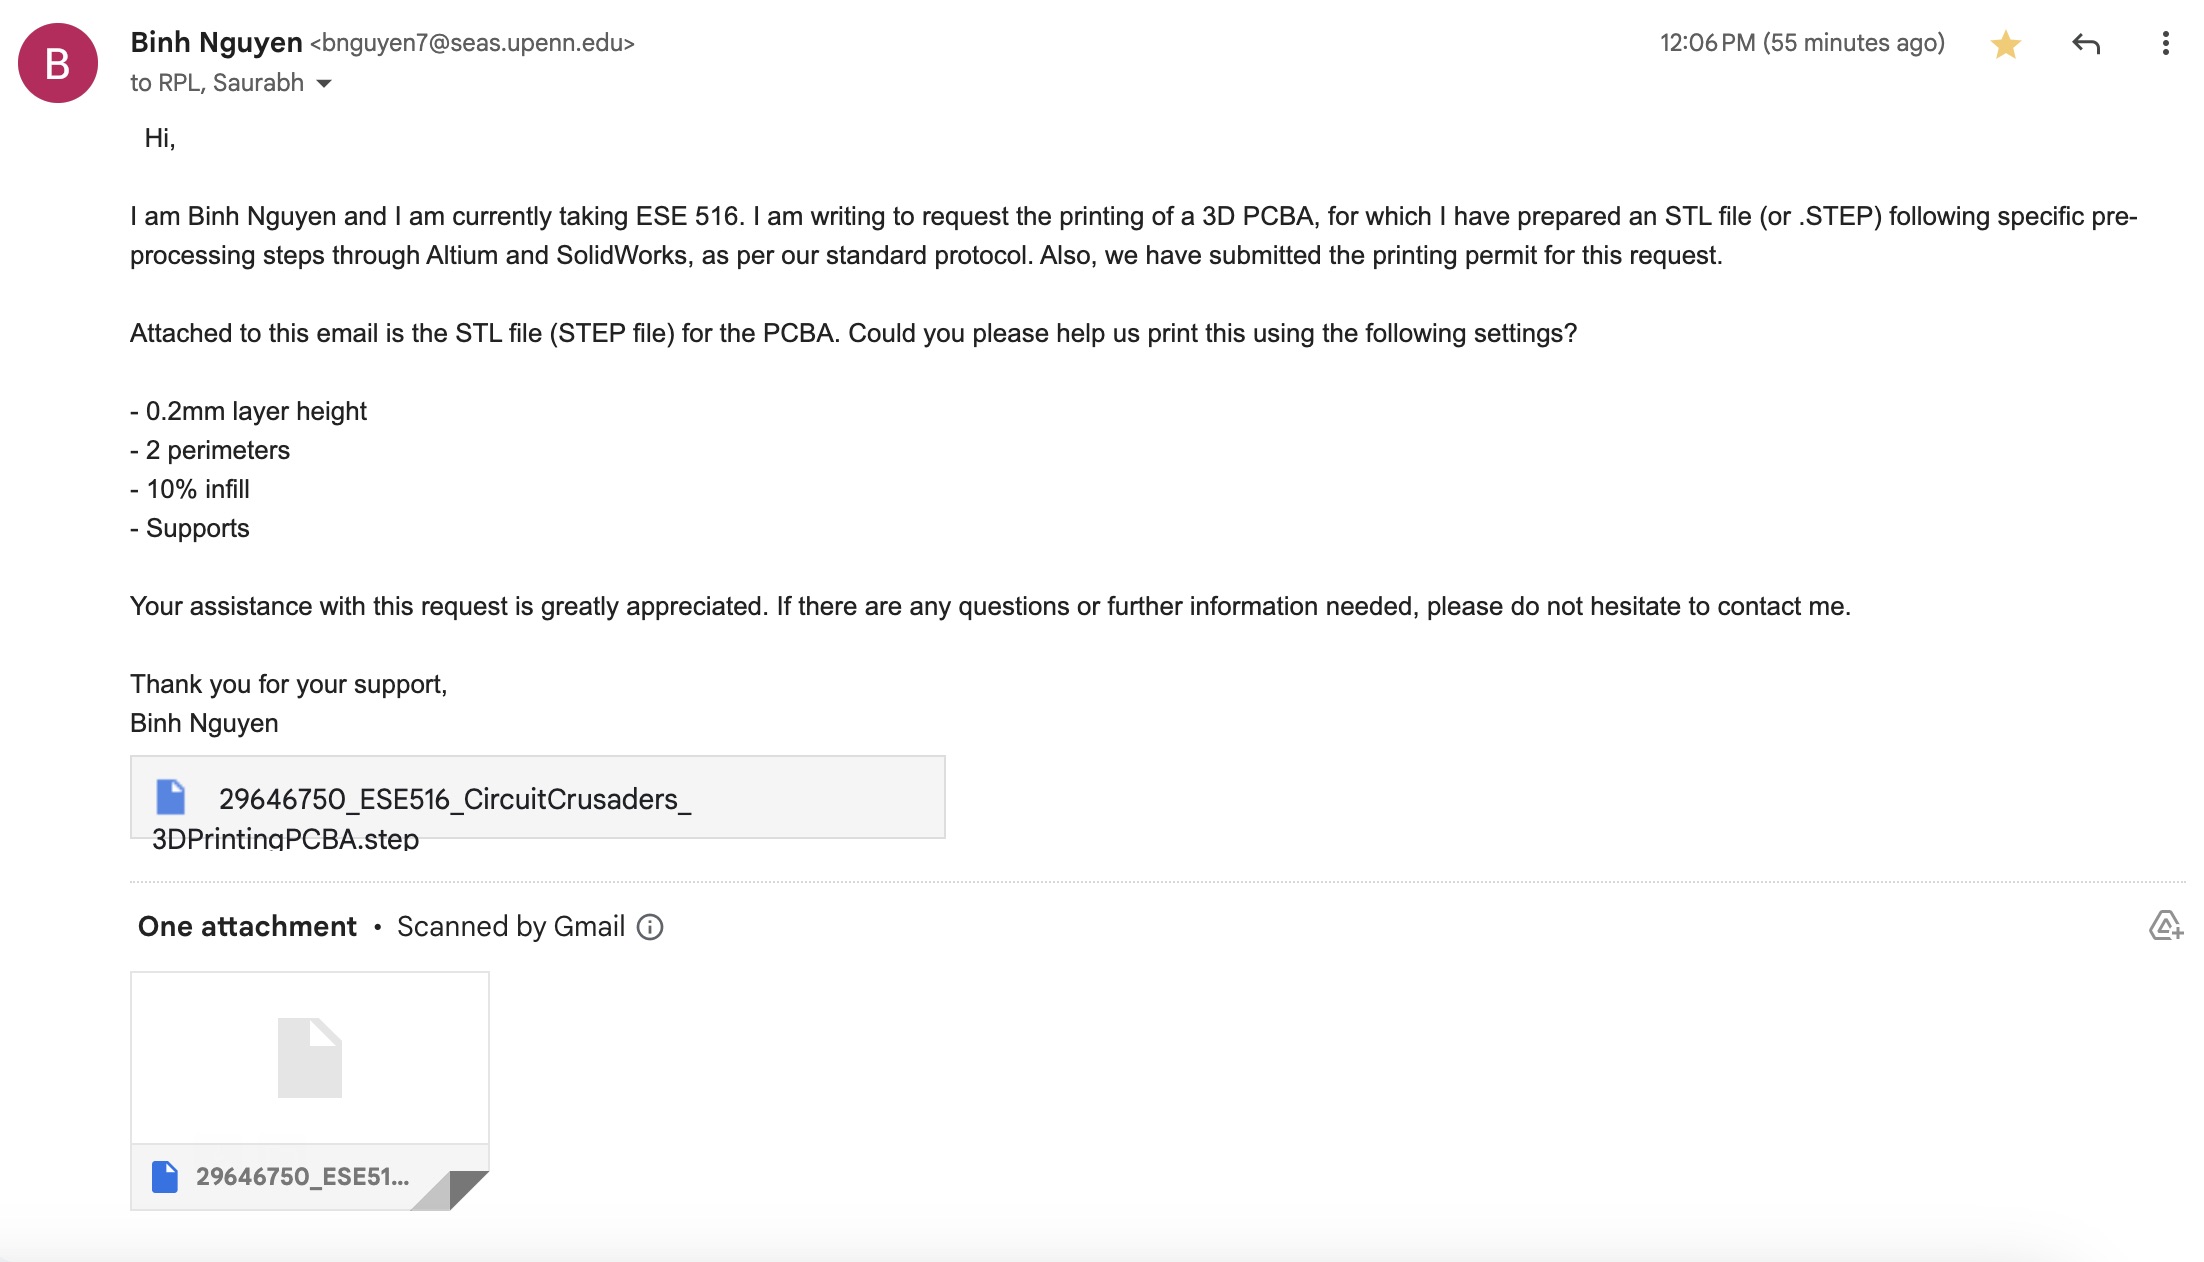 B
Binh Nguyen <bnguyen7@seas.upenn.edu>
12:06 PM (55 minutes ago)
to RPL, Saurabh
Hi,
I am Binh Nguyen and I am currently taking ESE 516. I am writing to request the printing of a 3D PCBA, for which I have prepared an STL file (or .STEP) following specific pre-
processing steps through Altium and SolidWorks, as per our standard protocol. Also, we have submitted the printing permit for this request.
Attached to this email is the STL file (STEP file) for the PCBA. Could you please help us print this using the following settings?
- 0.2mm layer height
- 2 perimeters
- 10% infill
- Supports
Your assistance with this request is greatly appreciated. If there are any questions or further information needed, please do not hesitate to contact me.
Thank you for your support,
Binh Nguyen
29646750_ESE516_CircuitCrusaders_
3DPrintingPCBA.step
One attachment • Scanned by Gmail
29646750_ESE51...